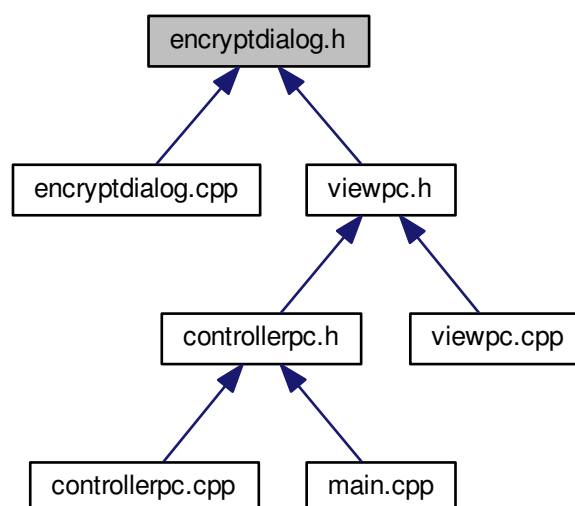 encryptdialog.h
encryptdialog.cpp
viewpc.h
controllerpc.h
viewpc.cpp
controllerpc.cpp
main.cpp